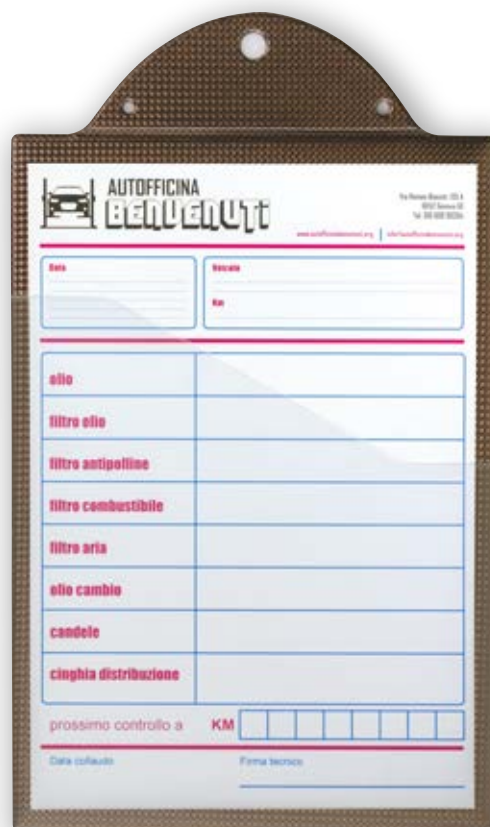 AUTOFFICINA
BENVENUTi
Data
Veicolo
Km
olio
filtro olio
filtro antipolline
filtro combustibile
filtro aria
olio cambio
candele
cinghia distribuzione
prossimo controllo a KM
Data collaudo Firma tecnico